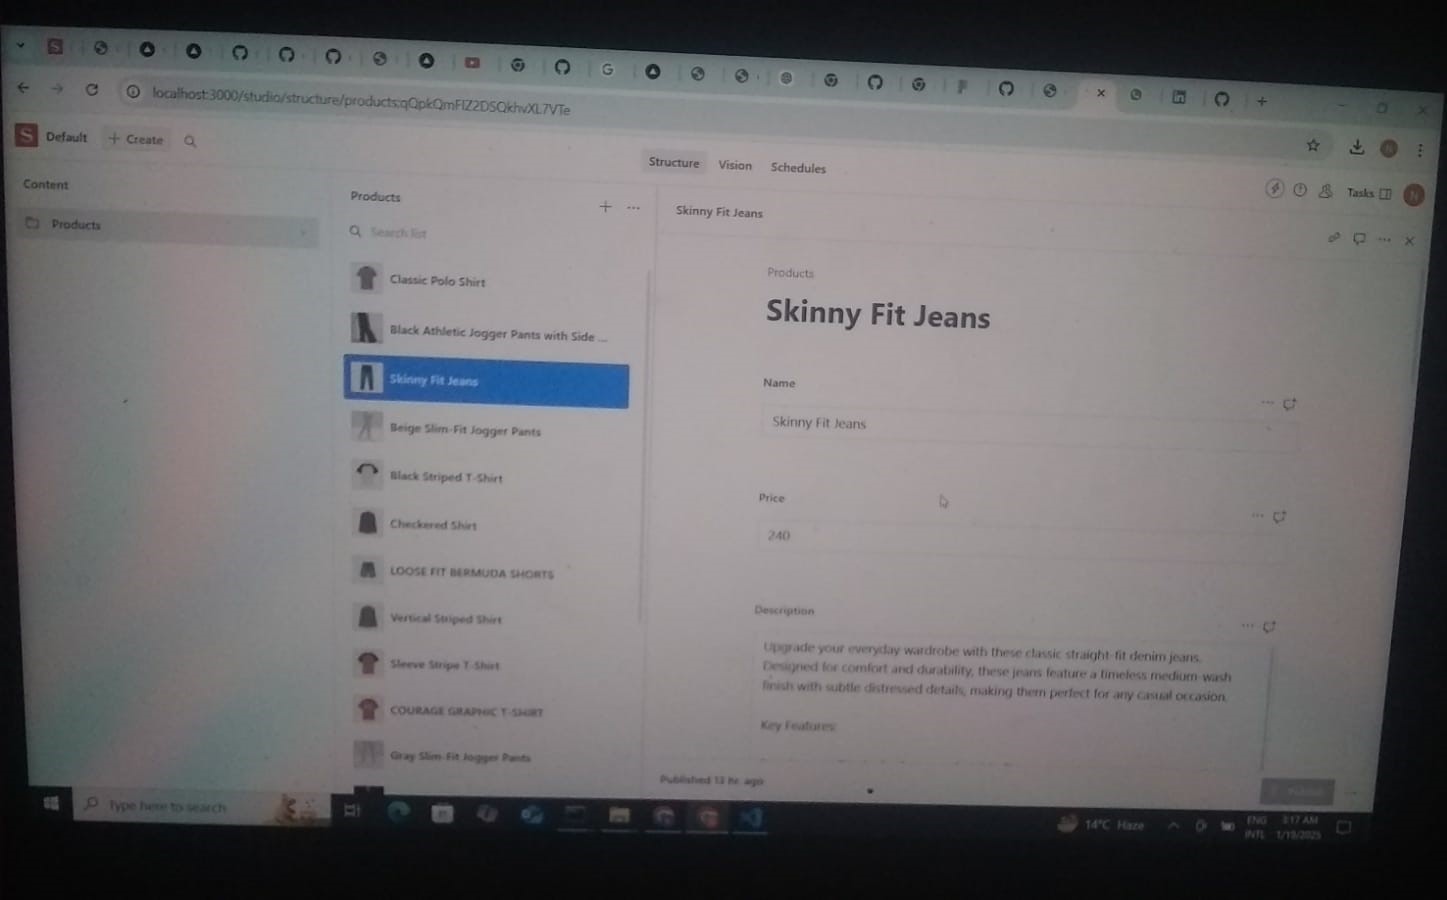 localhost:3000/studio/structure/products;qQpkQmFIZ2DSQkhvXL7VTe
S Default + Create
Structure Vision Schedules
Tasks
Content
Products
Products
Search list
Classic Polo Shirt
Black Athletic Jogger Pants with Side ...
Skinny Fit Jeans
Beige Slim-Fit Jogger Pants
Black Striped T-Shirt
Checkered Shirt
LOOSE FIT BERMUDA SHORTS
Vertical Striped Shirt
Sleeve Stripe T-Shirt
COURAGE GRAPHIC T-SHIRT
Gray Slim-Fit Jogger Pants
Skinny Fit Jeans
Products
Skinny Fit Jeans
Name
Skinny Fit Jeans
Price
240
Description
Upgrade your everyday wardrobe with these classic straight-fit denim jeans.
Designed for comfort and durability, these jeans feature a timeless medium-wash
finish with subtle distressed details, making them perfect for any casual occasion.
Key Features:
Published 13 hr. ago
Type here to search
14°C Haze
ENG
INTL
3:17 AM
1/19/2025